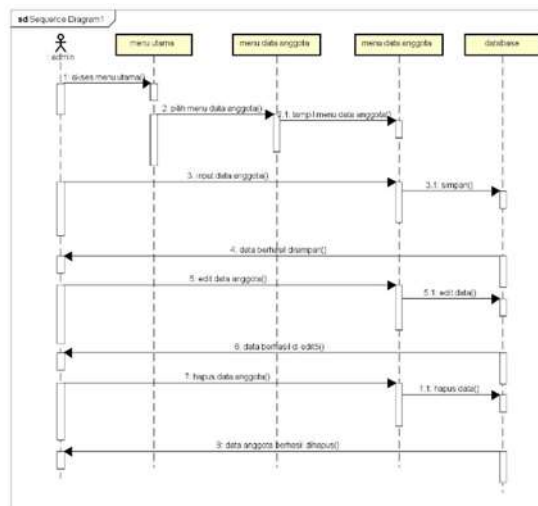 sd Sequence Diagram1
: admin
menu utama
menu data anggota
menu data anggota
database
1: akses menu utama()
2: pilih menu data anggota()
2.1: tampil menu data anggota()
3: input data anggota()
3.1: simpan()
4: data berhasil disimpan()
5: edit data anggota()
5.1: edit data()
6: data berhasil di edit5()
7: hapus data anggota()
7.1: hapus data()
8: data anggota berhasil dihapus()